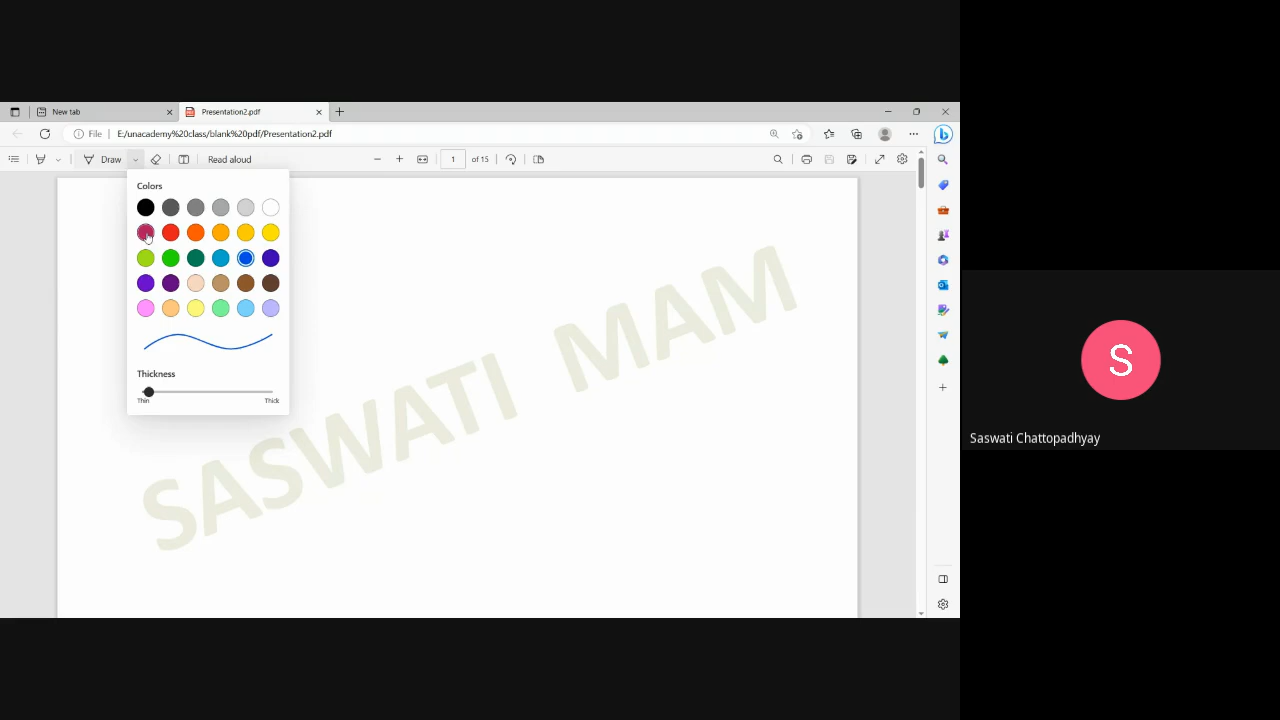 New tab
Presentation2.pdf
File
E:/unacademy%20class/blank%20pdf/Presentation2.pdf
Draw
Read aloud
1 of 15
Colors
Thickness
Thin
Thick
SASWATI MAM
S
Saswati Chattopadhyay